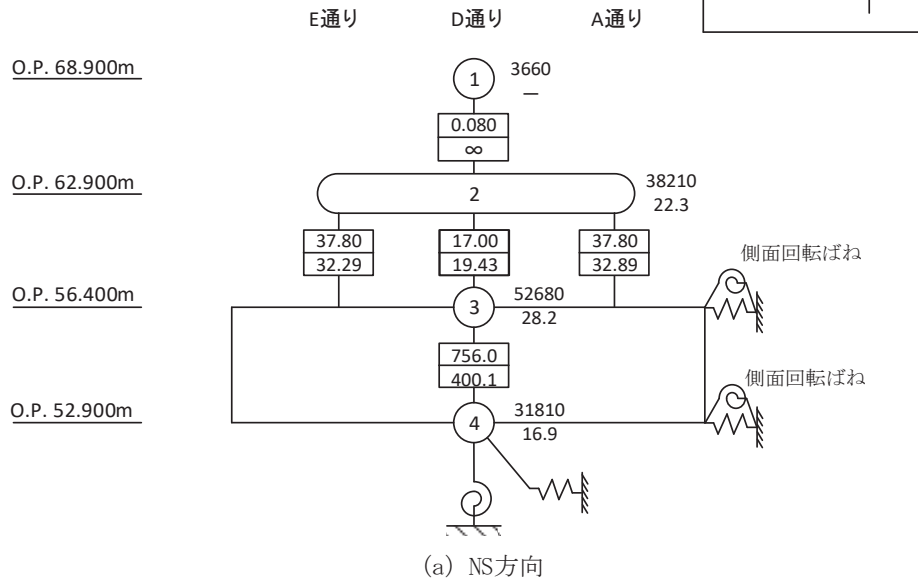 E通り D通り A通り
O.P. 68.900m
1
3660
―
0.080
∞
O.P. 62.900m
2
38210
22.3
37.80 17.00 37.80
32.29 19.43 32.89
側面回転ばね
O.P. 56.400m
3
52680
28.2
756.0
400.1
側面回転ばね
O.P. 52.900m
4
31810
16.9
(a) NS方向